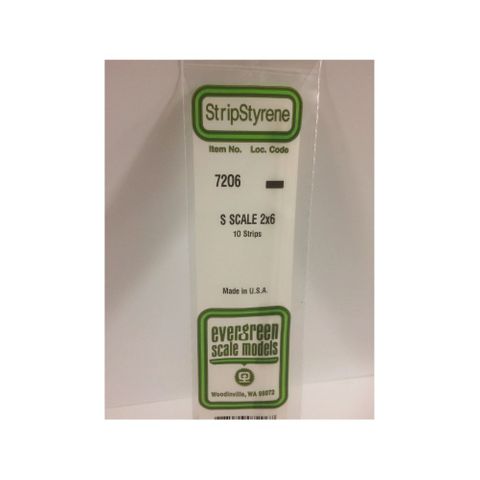 StripStyrene
Item No. Loc. Code
7206
S SCALE 2x6
10 Strips
Made in U.S.A.
evergreen
scale models
Woodinville, WA 98072